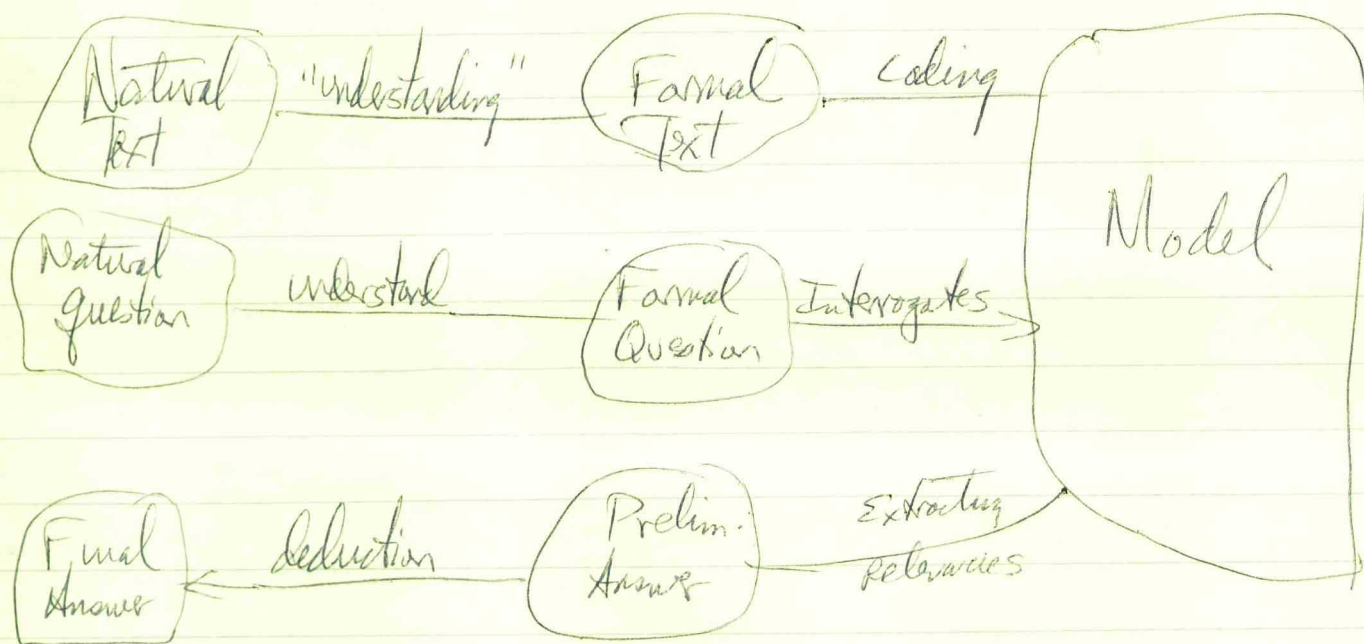 Natural
Text
"understanding"
Formal
Text
Coding
Model
Natural
question
understand
Formal
Question
Interrogates
Final
Answer
deduction
Prelim.
Answer
Extracting
relevancies